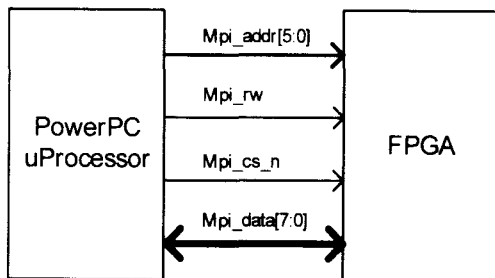 Mpi_addr[5:0]
Mpi_rw
PowerPC
uProcessor
FPGA
Mpi_cs_n
Mpi_data[7:0]